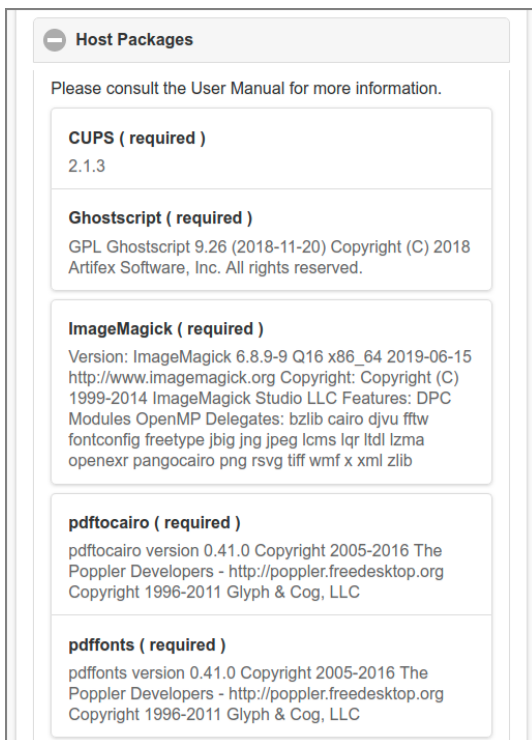 Host Packages
Please consult the User Manual for more information.
CUPS ( required )
2.1.3
Ghostscript ( required )
GPL Ghostscript 9.26 (2018-11-20) Copyright (C) 2018
Artifex Software, Inc. All rights reserved.
ImageMagick ( required )
Version: ImageMagick 6.8.9-9 Q16 x86_64 2019-06-15
http://www.imagemagick.org Copyright: Copyright (C)
1999-2014 ImageMagick Studio LLC Features: DPC
Modules OpenMP Delegates: bzlib cairo djvu fftw
fontconfig freetype jbig jng jpeg lcms lqr ltdl lzma
openexr pangocairo png rsvg tiff wmf x xml zlib
pdftocairo ( required )
pdftocairo version 0.41.0 Copyright 2005-2016 The
Poppler Developers - http://poppler.freedesktop.org
Copyright 1996-2011 Glyph & Cog, LLC
pdffonts ( required )
pdffonts version 0.41.0 Copyright 2005-2016 The
Poppler Developers - http://poppler.freedesktop.org
Copyright 1996-2011 Glyph & Cog, LLC